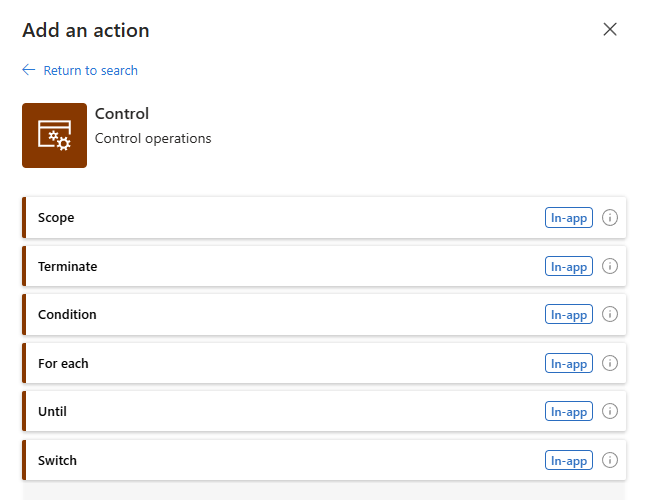 Add an action
Return to search
Control
Control operations
Scope In-app
Terminate In-app
Condition In-app
For each In-app
Until In-app
Switch In-app